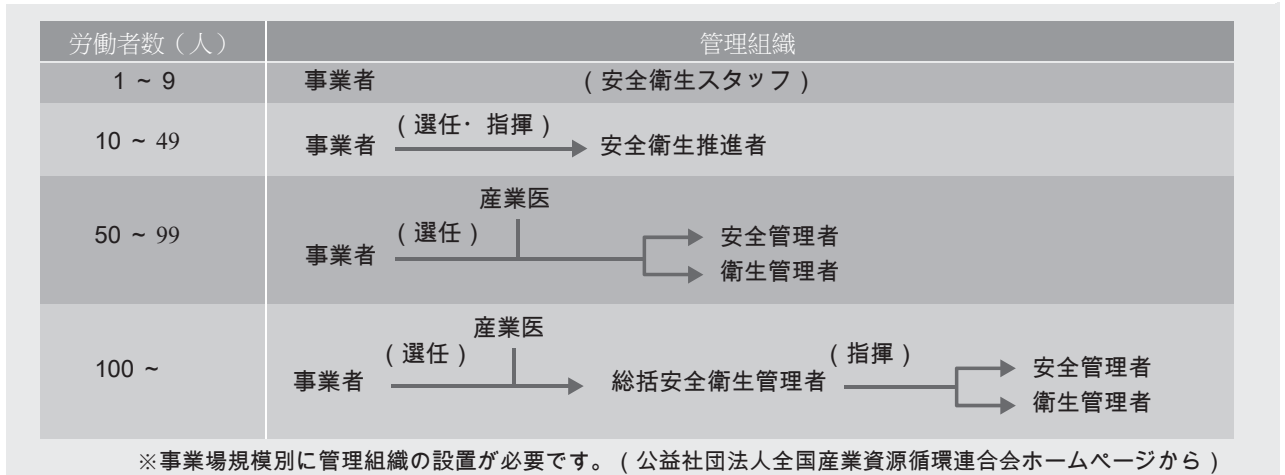 労働者数（人） 管理組織
1 ~ 9 事業者 （安全衛生スタッフ）
10 ~ 49 事業者 （選任・指揮） 安全衛生推進者
50 ~ 99 事業者 （選任） 産業医 安全管理者
衛生管理者
100 ~ 事業者 （選任） 産業医 総括安全衛生管理者 （指揮） 安全管理者
衛生管理者
※事業場規模別に管理組織の設置が必要です。（公益社団法人全国産業資源循環連合会ホームページから）